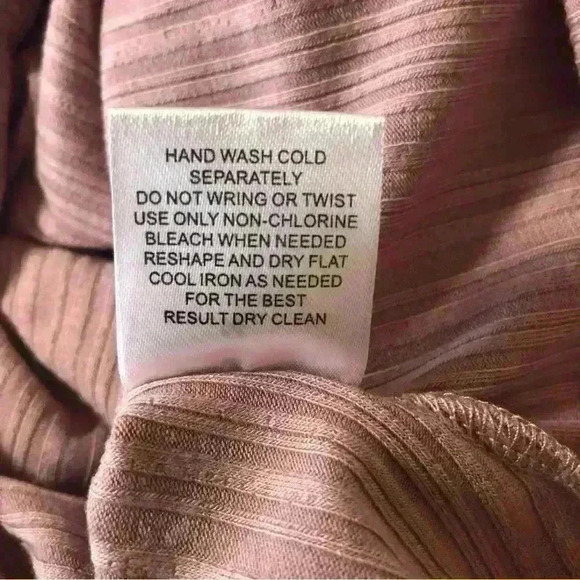 HAND WASH COLD
SEPARATELY
DO NOT WRING OR TWIST
USE ONLY NON-CHLORINE
BLEACH WHEN NEEDED
RESHAPE AND DRY FLAT
COOL IRON AS NEEDED
FOR THE BEST
RESULT DRY CLEAN